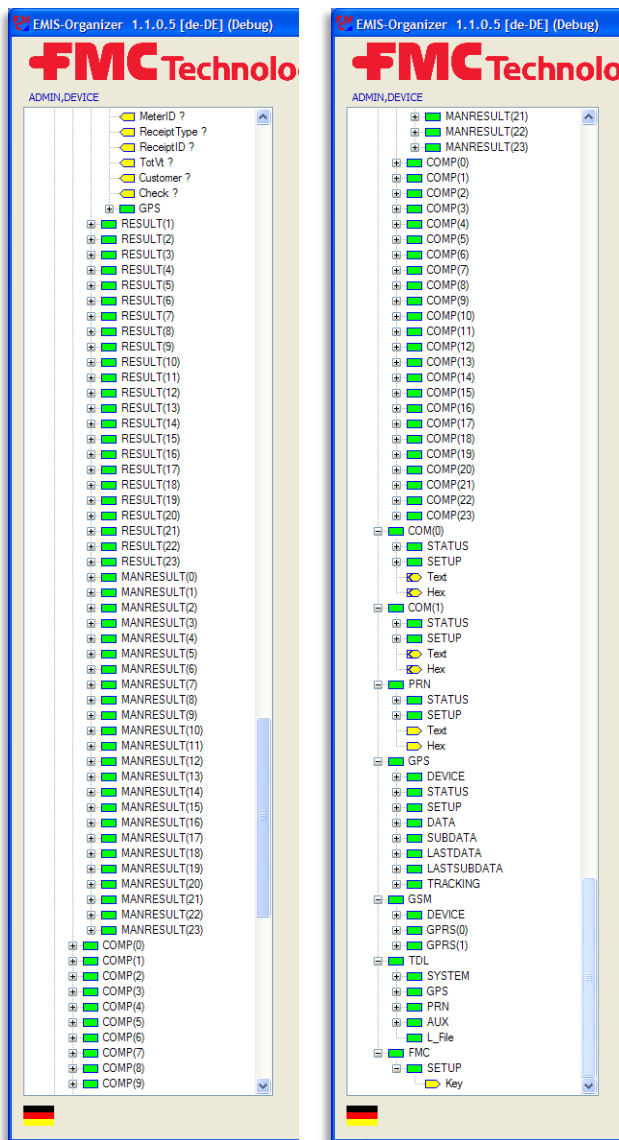 EMIS-Organizer 1.1.0.5 [de-DE] (Debug)
FMC Technolo
ADMIN,DEVICE
MeterID ?
ReceiptType ?
ReceiptID ?
TotVt ?
Customer ?
Check ?
GPS
RESULT(1)
RESULT(2)
RESULT(3)
RESULT(4)
RESULT(5)
RESULT(6)
RESULT(7)
RESULT(8)
RESULT(9)
RESULT(10)
RESULT(11)
RESULT(12)
RESULT(13)
RESULT(14)
RESULT(15)
RESULT(16)
RESULT(17)
RESULT(18)
RESULT(19)
RESULT(20)
RESULT(21)
RESULT(22)
RESULT(23)
MANRESULT(0)
MANRESULT(1)
MANRESULT(2)
MANRESULT(3)
MANRESULT(4)
MANRESULT(5)
MANRESULT(6)
MANRESULT(7)
MANRESULT(8)
MANRESULT(9)
MANRESULT(10)
MANRESULT(11)
MANRESULT(12)
MANRESULT(13)
MANRESULT(14)
MANRESULT(15)
MANRESULT(16)
MANRESULT(17)
MANRESULT(18)
MANRESULT(19)
MANRESULT(20)
MANRESULT(21)
MANRESULT(22)
MANRESULT(23)
COMP(0)
COMP(1)
COMP(2)
COMP(3)
COMP(4)
COMP(5)
COMP(6)
COMP(7)
COMP(8)
COMP(9)
EMIS-Organizer 1.1.0.5 [de-DE] (Debug)
FMC Technolo
ADMIN,DEVICE
MANRESULT(21)
MANRESULT(22)
MANRESULT(23)
COMP(0)
COMP(1)
COMP(2)
COMP(3)
COMP(4)
COMP(5)
COMP(6)
COMP(7)
COMP(8)
COMP(9)
COMP(10)
COMP(11)
COMP(12)
COMP(13)
COMP(14)
COMP(15)
COMP(16)
COMP(17)
COMP(18)
COMP(19)
COMP(20)
COMP(21)
COMP(22)
COMP(23)
COM(0)
STATUS
SETUP
Text
Hex
COM(1)
STATUS
SETUP
Text
Hex
PRN
STATUS
SETUP
Text
Hex
GPS
DEVICE
STATUS
SETUP
DATA
SUBDATA
LASTDATA
LASTSUBDATA
TRACKING
GSM
DEVICE
GPRS(0)
GPRS(1)
TDL
SYSTEM
GPS
PRN
AUX
L_File
FMC
SETUP
Key